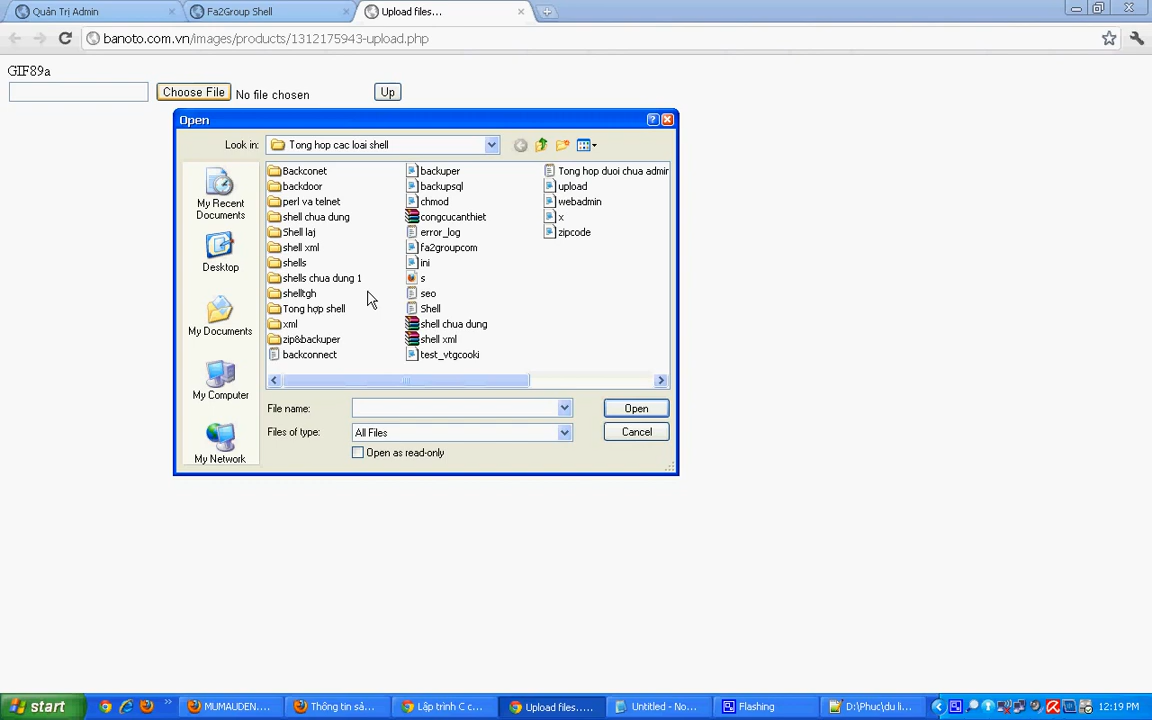 Quản Trị Admin
Fa2Group Shell
Upload files...
banoto.com.vn/images/products/1312175943-upload.php
GIF89a
Choose File
No file chosen
Up
Open
Look in:
Tong hop cac loai shell
My Recent
Documents
Desktop
My Documents
My Computer
My Network
Backconet
backdoor
perl va telnet
shell chua dung
Shell laj
shell xml
shells
shells chua dung 1
shelltgh
Tong hợp shell
xml
zip&backuper
backconnect
backuper
backupsql
chmod
congcucanthiet
error_log
fa2groupcom
ini
s
seo
Shell
shell chua dung
shell xml
test_vtgcooki
Tong hop duoi chua admir
upload
webadmin
x
zipcode
File name:
Open
Files of type:
All Files
Cancel
Open as read-only
start
MUMAUDEN....
Thông tin sả...
Lập trình C c...
Upload files.…
Untitled - No...
Flashing
D:\Phuc\du li...
12:19 PM